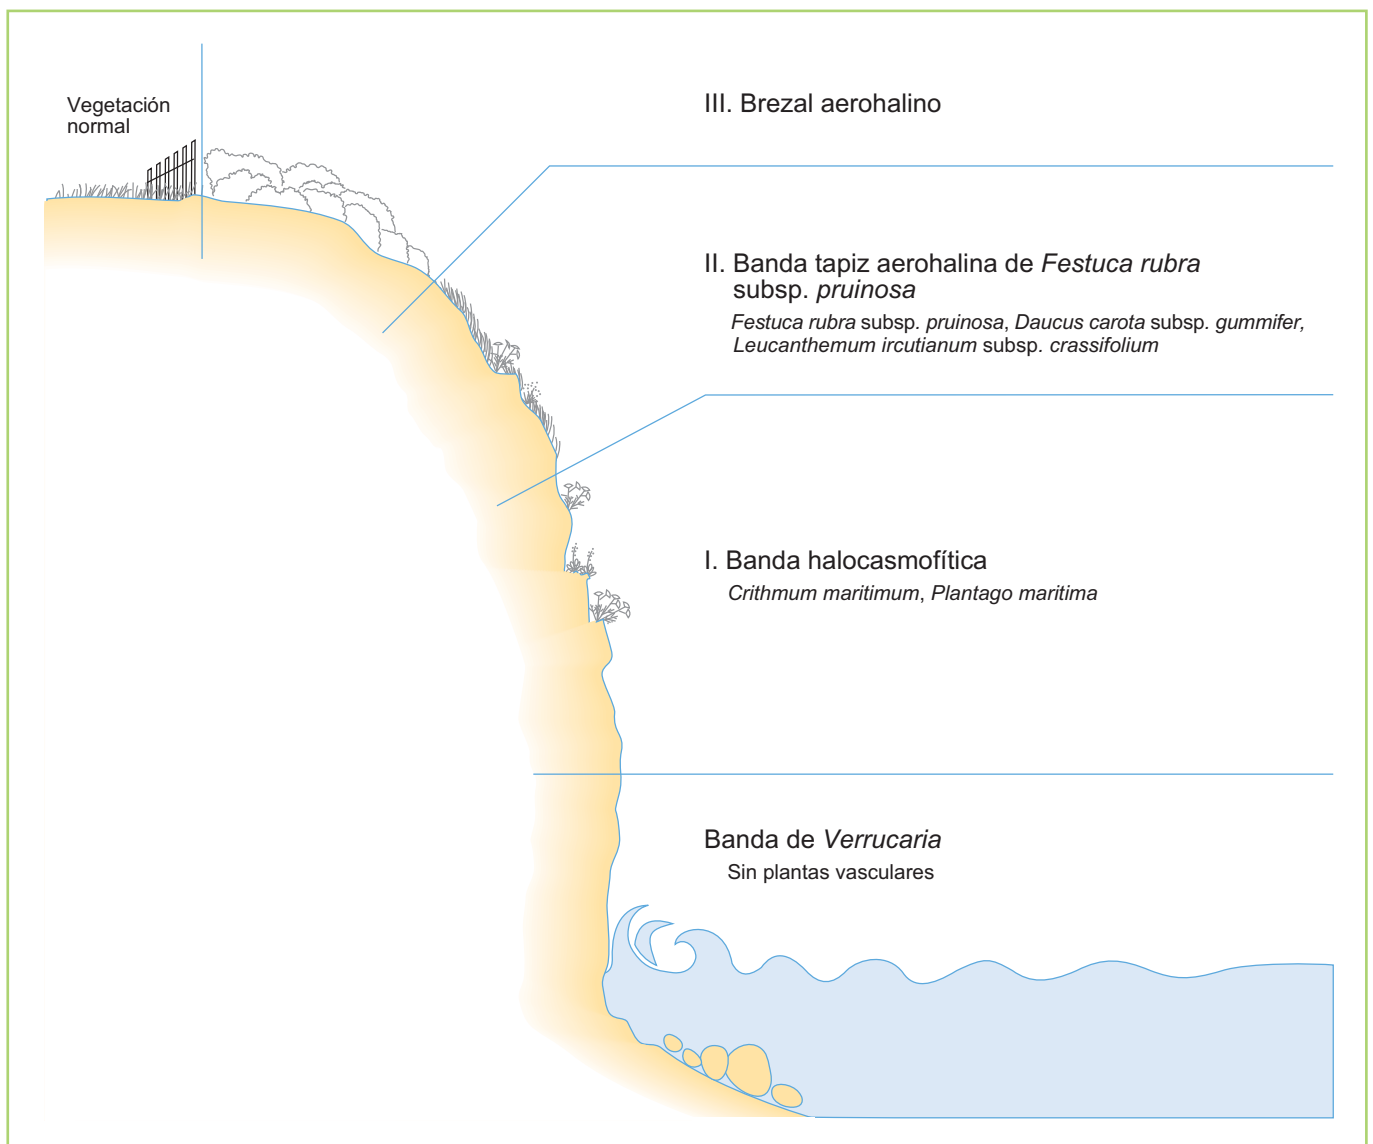 Vegetación
normal
III. Brezal aerohalino
II. Banda tapiz aerohalina de Festuca rubra
subsp. pruinosa
Festuca rubra subsp. pruinosa, Daucus carota subsp. gummifer,
Leucanthemum ircutianum subsp. crassifolium
I. Banda halocasmofítica
Crithmum maritimum, Plantago maritima
Banda de Verrucaria
Sin plantas vasculares